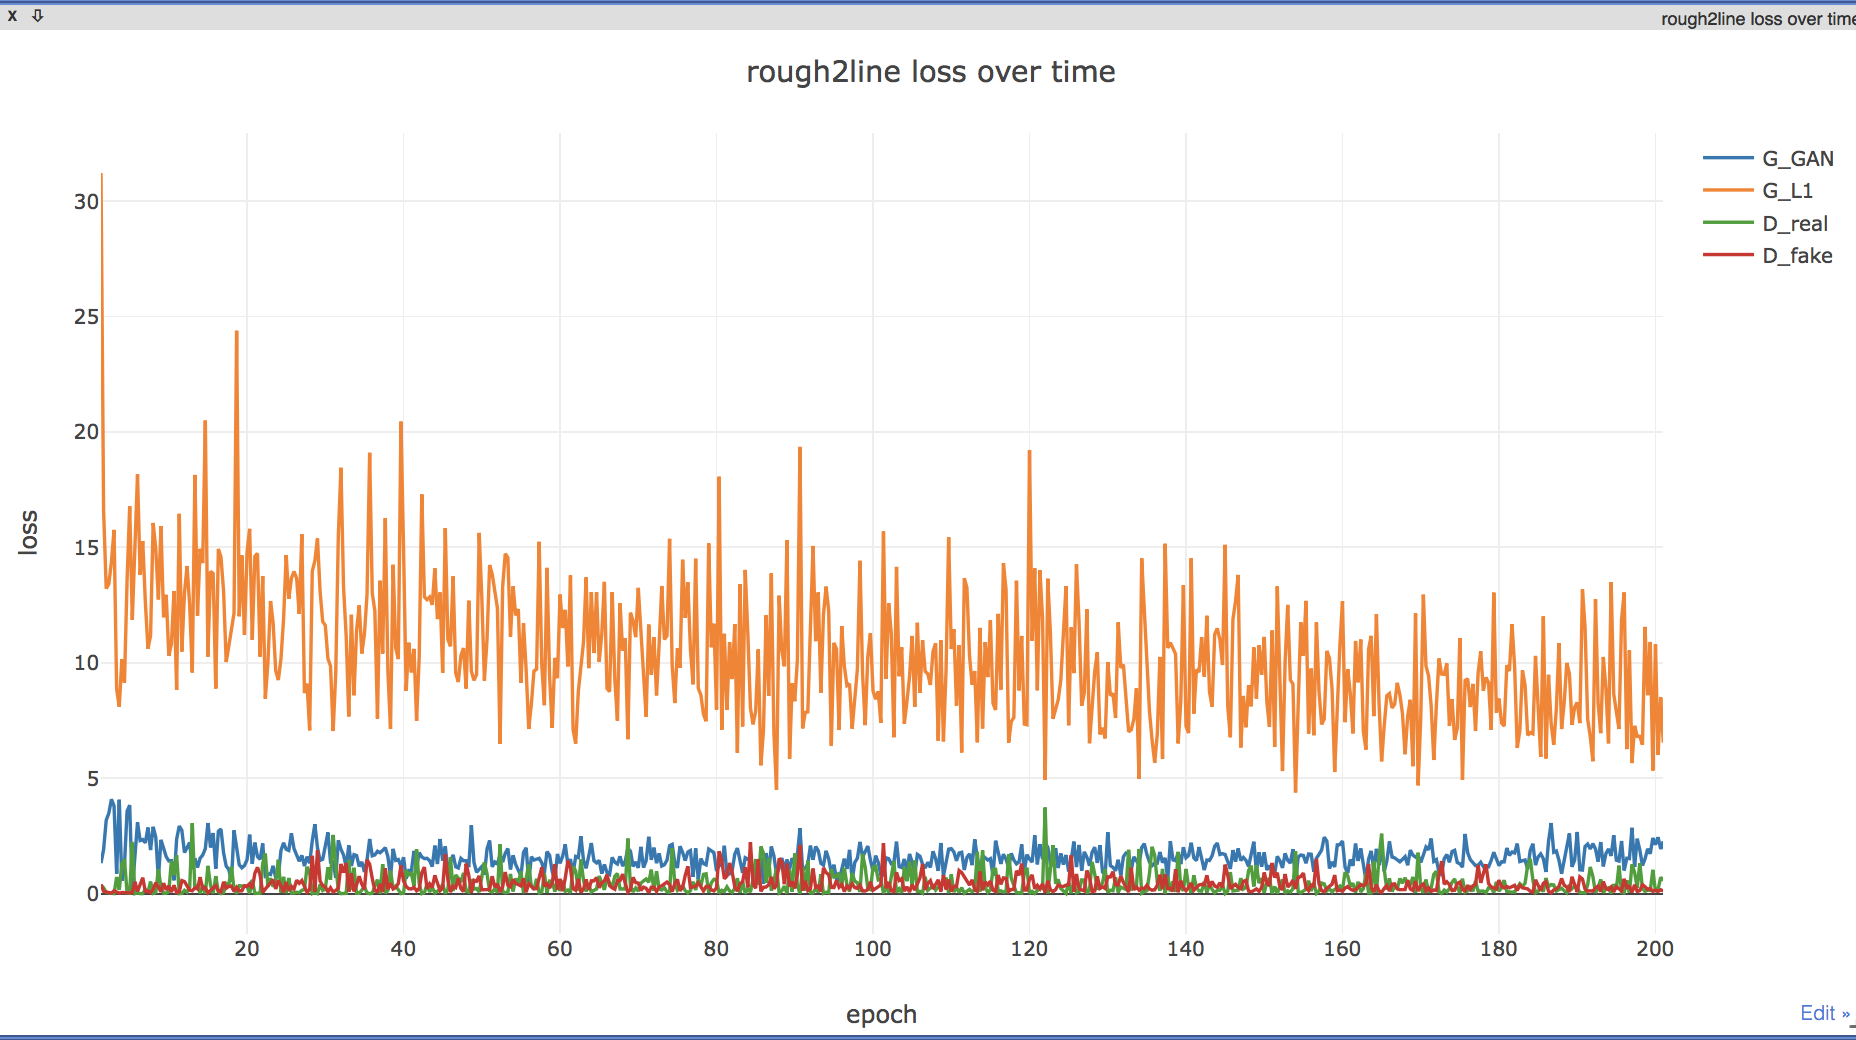 x ⇩
rough2line loss over time
rough2line loss over time
30
25
20
15
10
5
0
loss
20 40 60 80 100 120 140 160 180 200
epoch
G_GAN
G_L1
D_real
D_fake
Edit »